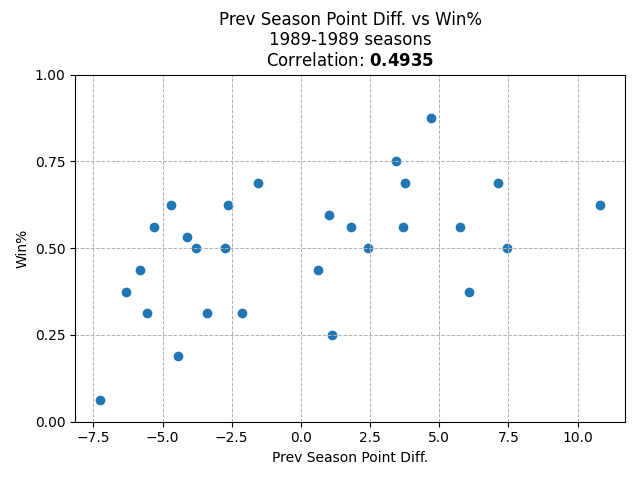 Prev Season Point Diff. vs Win%
1989-1989 seasons
Correlation: 0.4935
1.00
0.75
0.50
0.25
0.00
Win%
−7.5 −5.0 −2.5 0.0 2.5 5.0 7.5 10.0
Prev Season Point Diff.